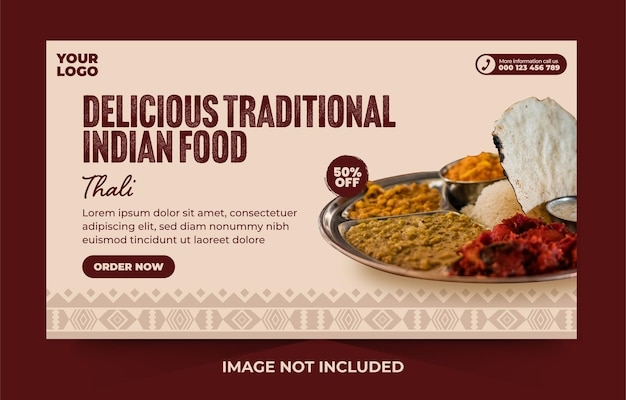 YOUR
LOGO
More information call us
000 123 456 789
DELICIOUS TRADITIONAL
INDIAN FOOD
Thali
50%
OFF
Lorem ipsum dolor sit amet, consectetuer
adipiscing elit, sed diam nonummy
nibh euismod tincidunt ut laoreet
ORDER NOW
IMAGE NOT INCLUDED